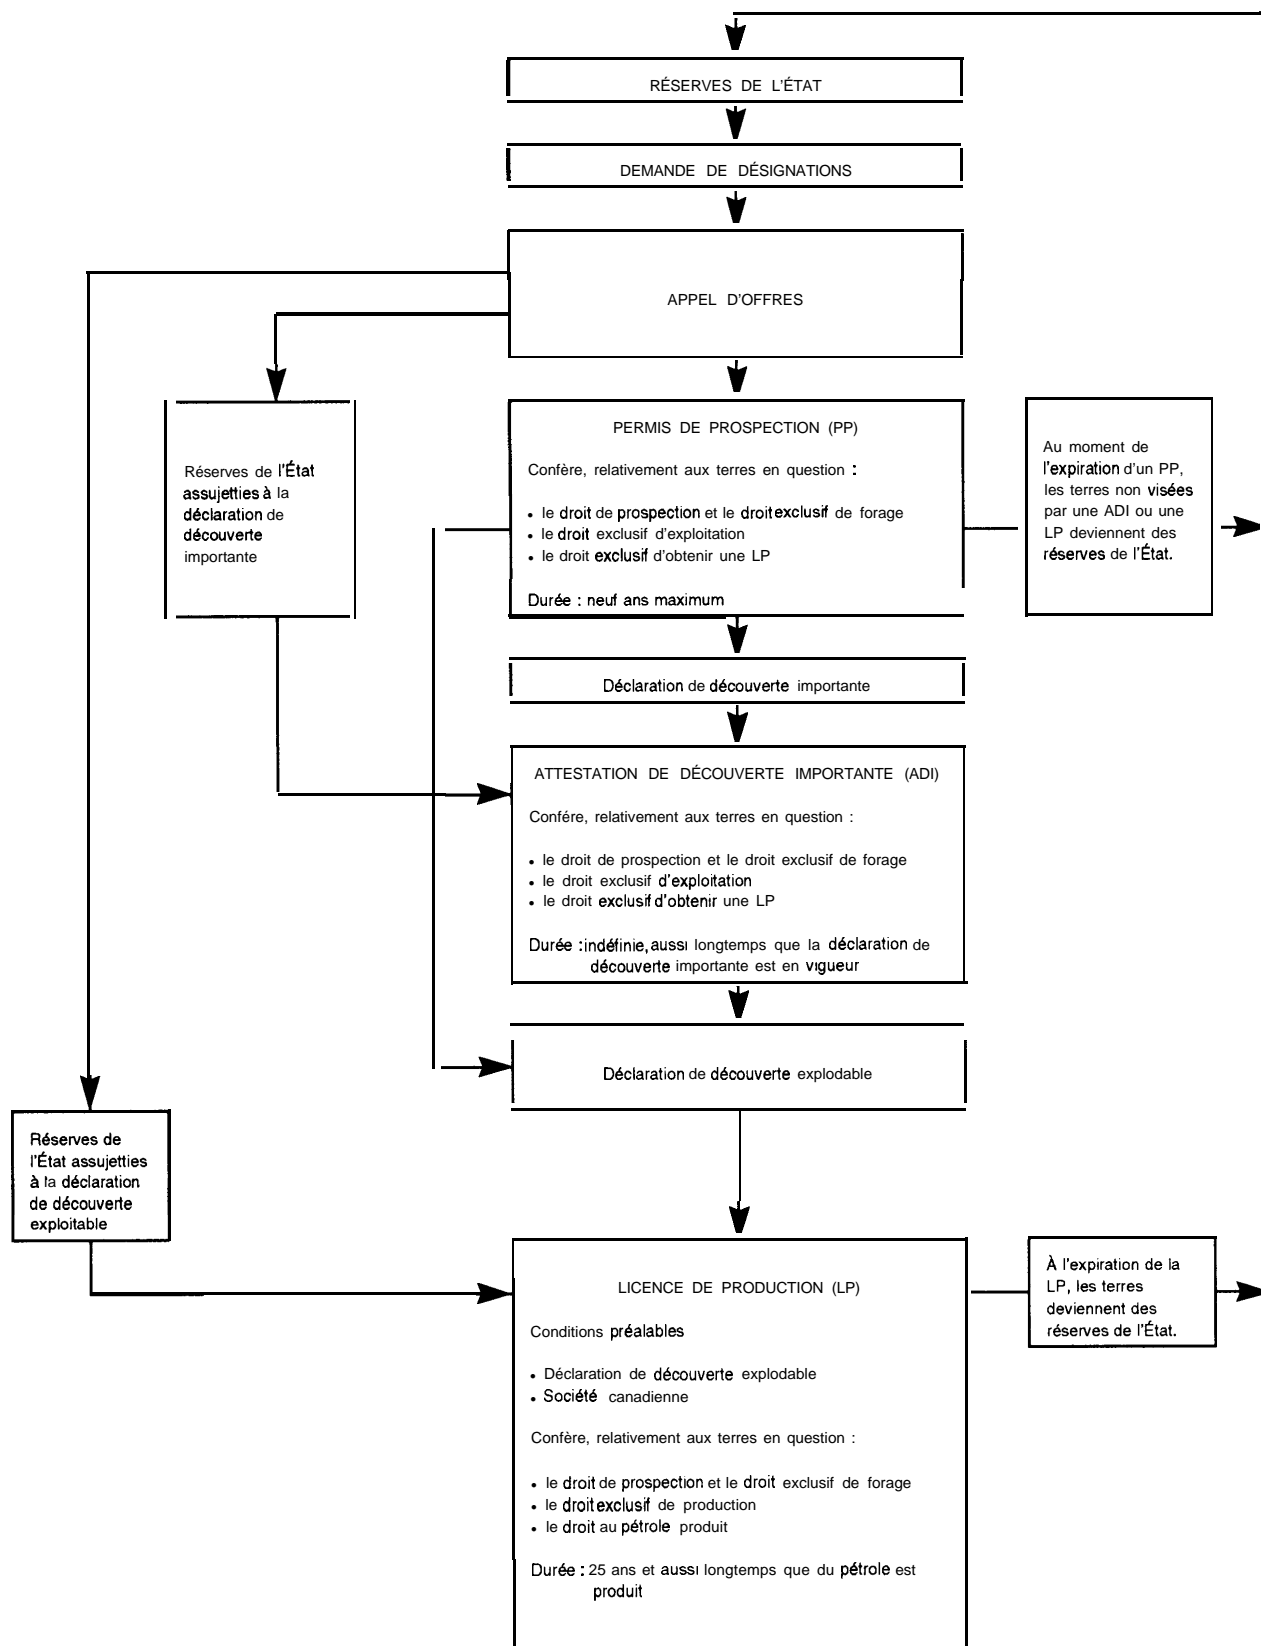 RÉSERVES DE L'ÉTAT
DEMANDE DE DÉSIGNATIONS
APPEL D'OFFRES
Réserves de l'État
assujetties à la
déclaration de
découverte
importante
PERMIS DE PROSPECTION (PP)
Confère, relativement aux terres en question :
• le droit de prospection et le droit exclusif de forage
• le droit exclusif d'exploitation
• le droit exclusif d'obtenir une LP
Durée : neuf ans maximum
Au moment de
l'expiration d'un PP,
les terres non visées
par une ADI ou une
LP deviennent des
réserves de l'État.
Déclaration de découverte importante
ATTESTATION DE DÉCOUVERTE IMPORTANTE (ADI)
Confére, relativement aux terres en question :
• le droit de prospection et le droit exclusif de forage
• le droit exclusif d'exploitation
• le droit exclusif d'obtenir une LP
Durée : indéfinie, aussi longtemps que la déclaration de
découverte importante est en vigueur
Déclaration de découverte explodable
Réserves de
l'État assujetties
à la déclaration
de découverte
exploitable
LICENCE DE PRODUCTION (LP)
Conditions préalables
• Déclaration de découverte explodable
• Société canadienne
Confère, relativement aux terres en question :
• le droit de prospection et le droit exclusif de forage
• le droit exclusif de production
• le droit au pétrole produit
Durée : 25 ans et aussi longtemps que du pétrole est
produit
À l'expiration de la
LP, les terres
deviennent des
réserves de l'État.